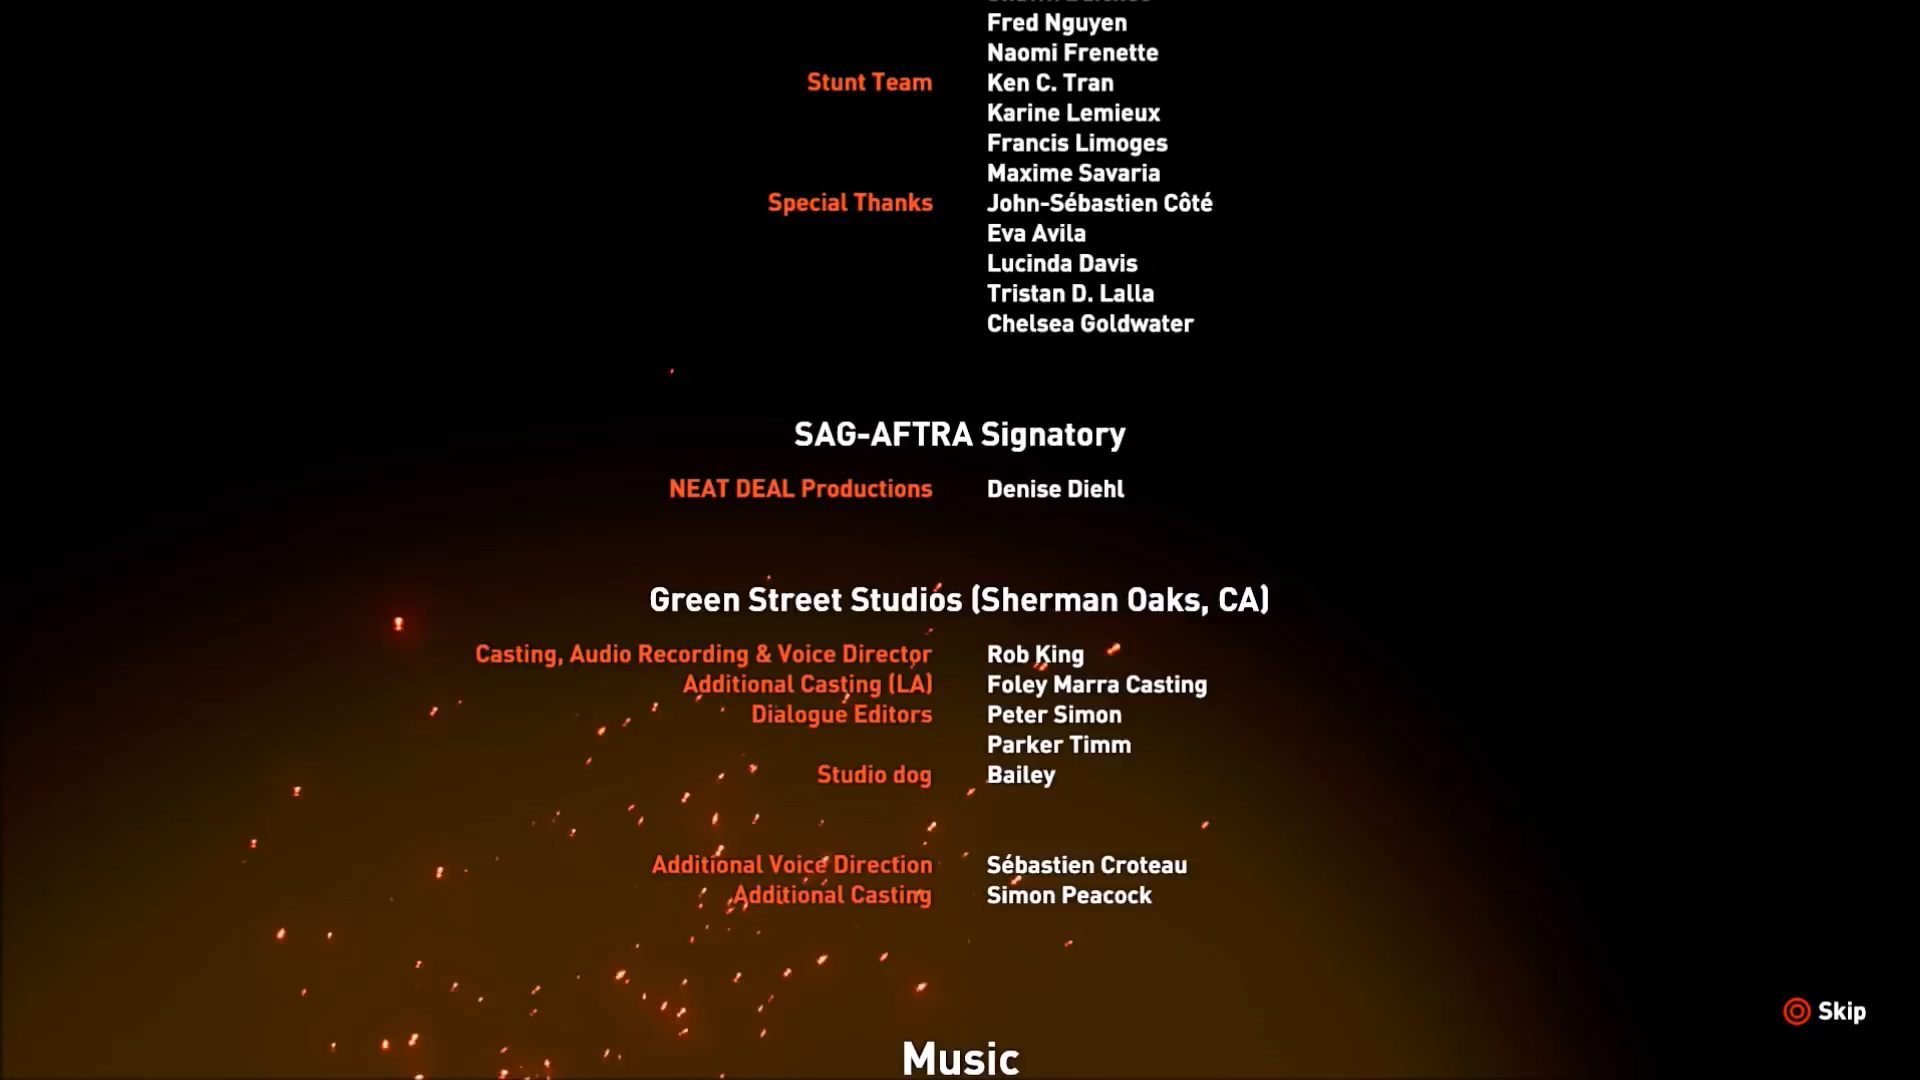 Fred Nguyen
Naomi Frenette
Stunt Team Ken C. Tran
Karine Lemieux
Francis Limoges
Maxime Savaria
Special Thanks John-Sébastien Côté
Eva Avila
Lucinda Davis
Tristan D. Lalla
Chelsea Goldwater
SAG-AFTRA Signatory
NEAT DEAL Productions Denise Diehl
Green Street Studios (Sherman Oaks, CA)
Casting, Audio Recording & Voice Director Rob King
Additional Casting (LA) Foley Marra Casting
Dialogue Editors Peter Simon
Parker Timm
Studio dog Bailey
Additional Voice Direction Sébastien Croteau
Additional Casting Simon Peacock
Skip
Music